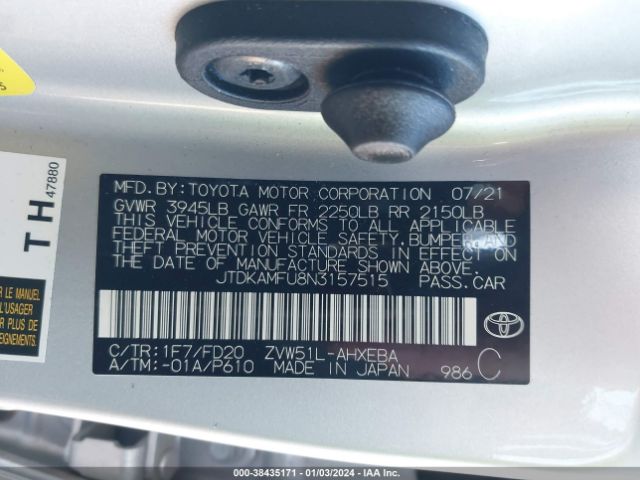 MFD. BY: TOYOTA MOTOR CORPORATION 07/21
GVWR 3945LB GAWR FR 2250LB RR 2150LB
THIS VEHICLE CONFORMS TO ALL APPLICABLE
FEDERAL MOTOR VEHICLE SAFETY, BUMPER, AND
THEFT PREVENTION STANDARDS IN EFFECT ON
THE DATE OF MANUFACTURE SHOWN ABOVE.
JTDKAMFU8N3157515 PASS. CAR
C/TR: 1F7/FD20 ZVW51L-AHXEBA
A/TM: -01A/P610 MADE IN JAPAN 986 C
TH 47880
R LE MANUEL
L'USAGER
R PLUS DE
EIGNEMENTS
000-38435171 - 01/03/2024 - IAA Inc.